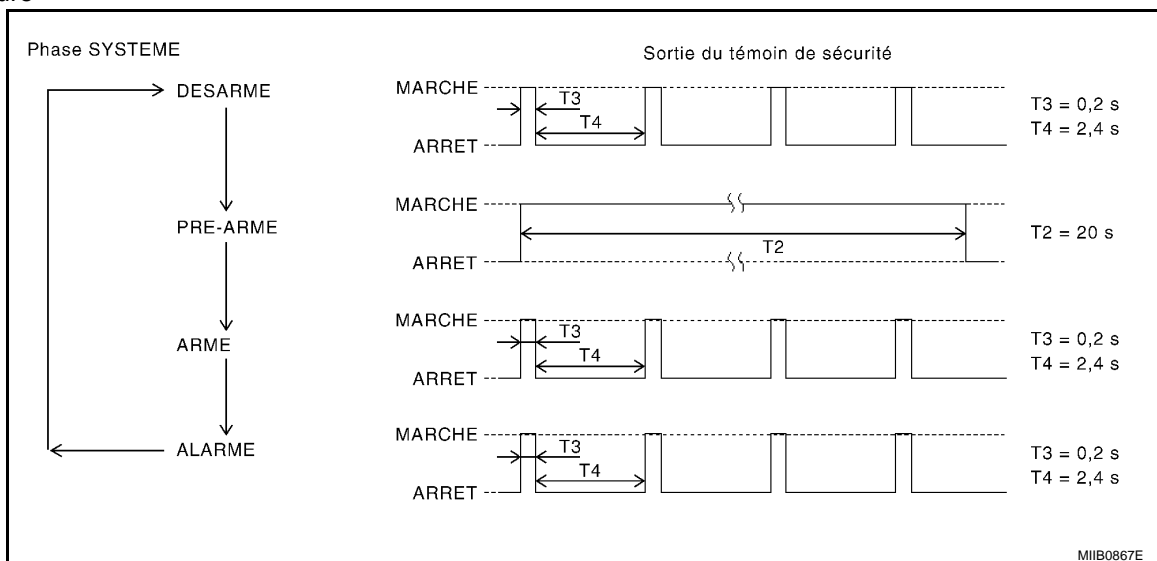 Phase SYSTEME
Sortie du témoin de sécurité
DESARME
MARCHE
T3
T4
ARRET
T3 = 0,2 s
T4 = 2,4 s
PRE-ARME
MARCHE
T2
ARRET
T2 = 20 s
ARME
MARCHE
T3
T4
ARRET
T3 = 0,2 s
T4 = 2,4 s
ALARME
MARCHE
T3
T4
ARRET
T3 = 0,2 s
T4 = 2,4 s
MIIB0867E